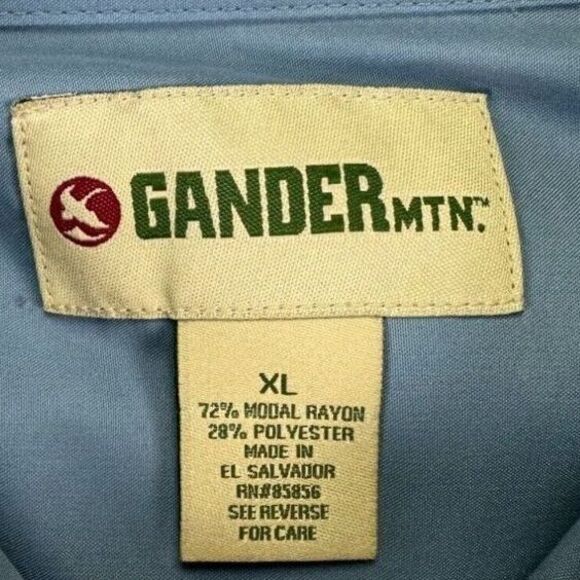 GANDER MTN.™
XL
72% MODAL RAYON
28% POLYESTER
MADE IN
EL SALVADOR
RN#85856
SEE REVERSE
FOR CARE